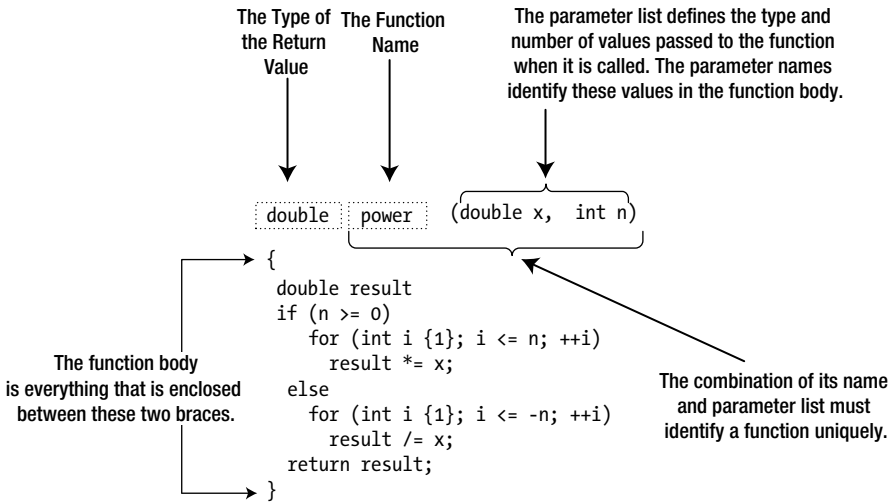 The Type of
the Return
Value
The Function
Name
The parameter list defines the type and
number of values passed to the function
when it is called. The parameter names
identify these values in the function body.
double power (double x, int n)
{
double result
if (n >= 0)
for (int i {1}; i <= n; ++i)
result *= x;
else
for (int i {1}; i <= -n; ++i)
result /= x;
return result;
}
The function body
is everything that is enclosed
between these two braces.
The combination of its name
and parameter list must
identify a function uniquely.